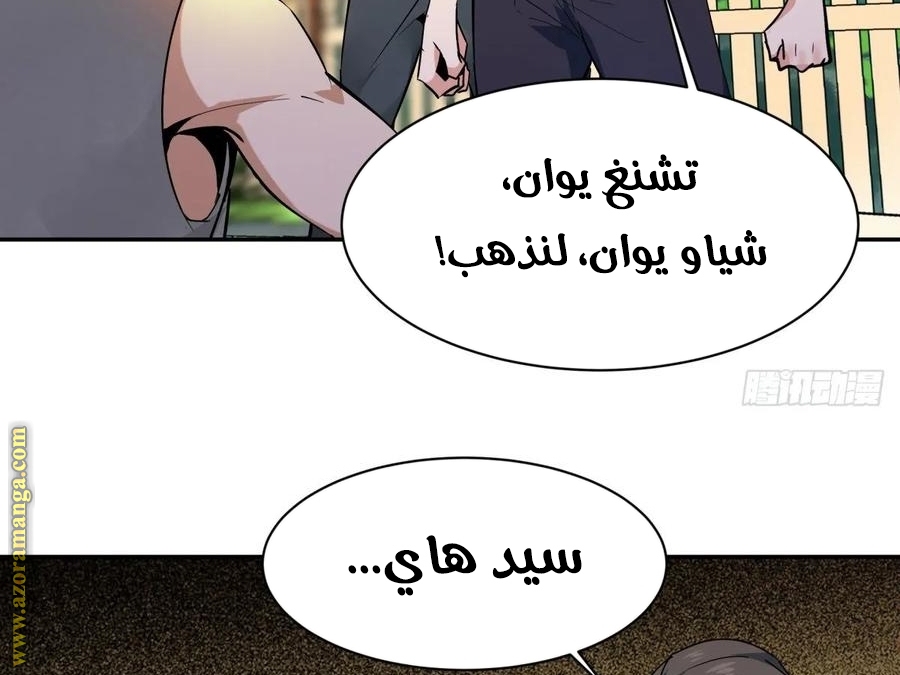 تشنغ يوان،
شياو يوان، لنذهب!
腾讯动漫
سيد هاي...
www.azoramanga.com